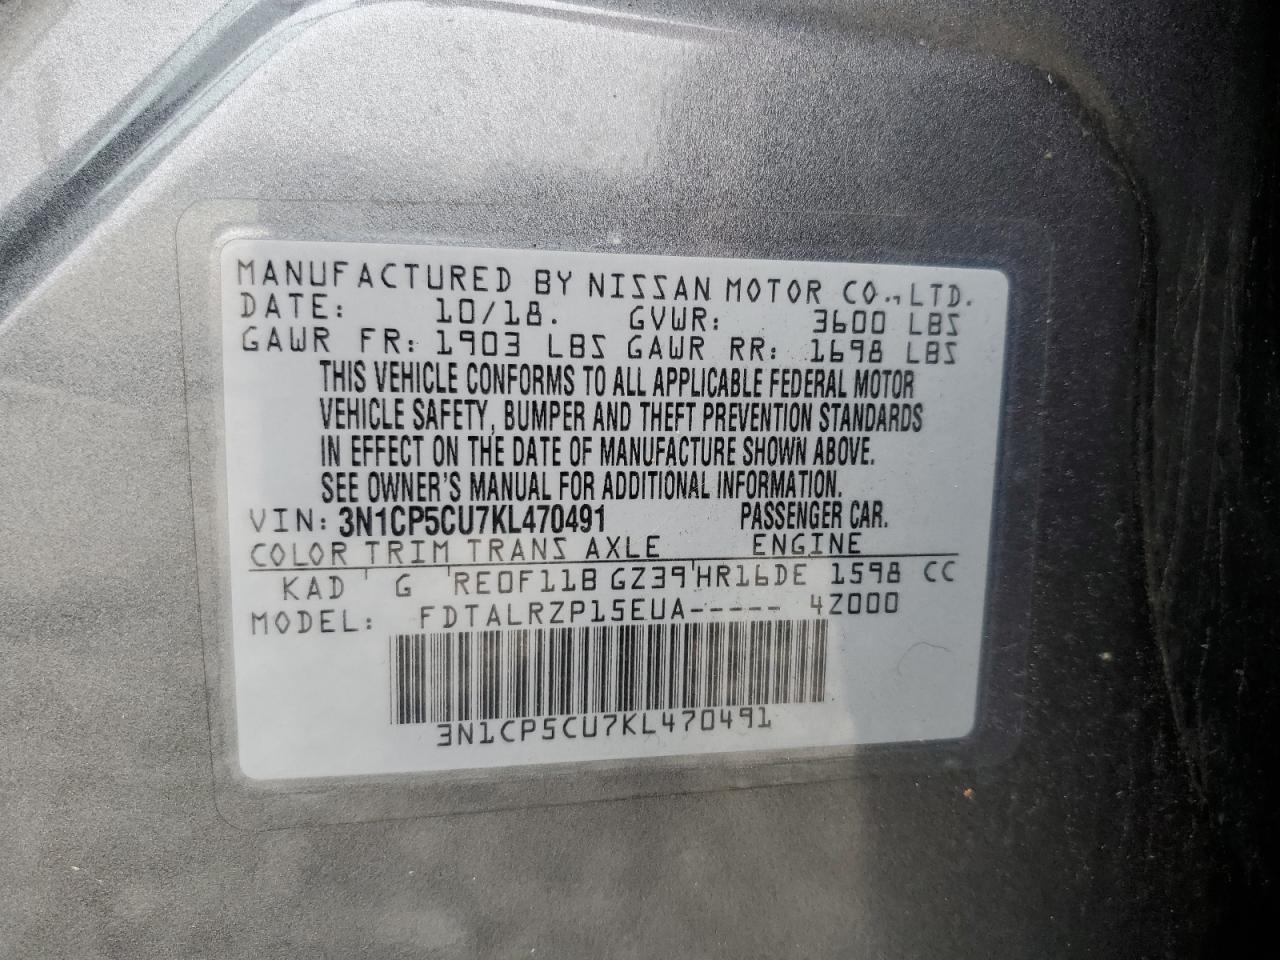 MANUFACTURED BY NISSAN MOTOR CO.,LTD.
DATE: 10/18. GVWR: 3600 LBS
GAWR FR: 1903 LBS GAWR RR: 1698 LBS
THIS VEHICLE CONFORMS TO ALL APPLICABLE FEDERAL MOTOR
VEHICLE SAFETY, BUMPER AND THEFT PREVENTION STANDARDS
IN EFFECT ON THE DATE OF MANUFACTURE SHOWN ABOVE.
SEE OWNER'S MANUAL FOR ADDITIONAL INFORMATION.
VIN: 3N1CP5CU7KL470491 PASSENGER CAR.
COLOR TRIM TRANS AXLE ENGINE
KAD G RE0F11B GZ39 HR16DE 1598 CC
MODEL: FDTALRZP15EUA----- 4Z000
3N1CP5CU7KL470491